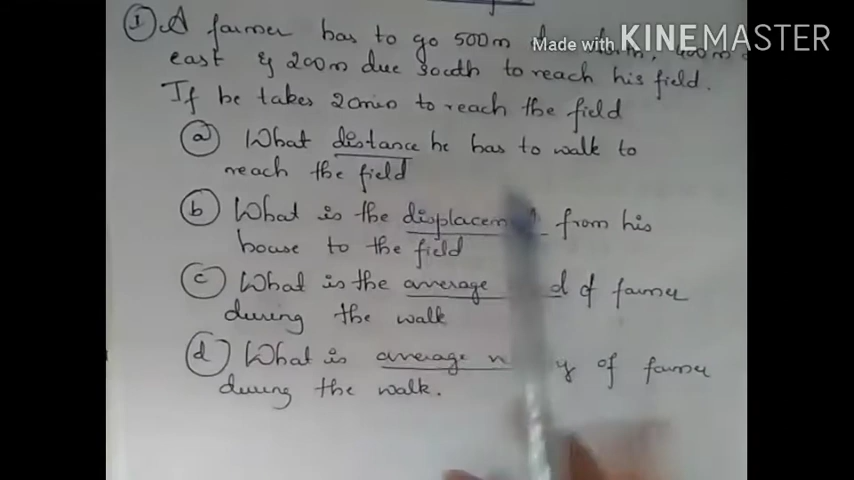 ① A farmer has to go 500m
Made with KINEMASTER
east & 200m due south to reach his field.
If he takes 20min to reach the field
ⓐ What distance he has to walk to
reach the field
ⓑ What is the from his
house to the field
ⓒ What is the average of farmer
during the walk
ⓓ What is average of farmer
during the walk.